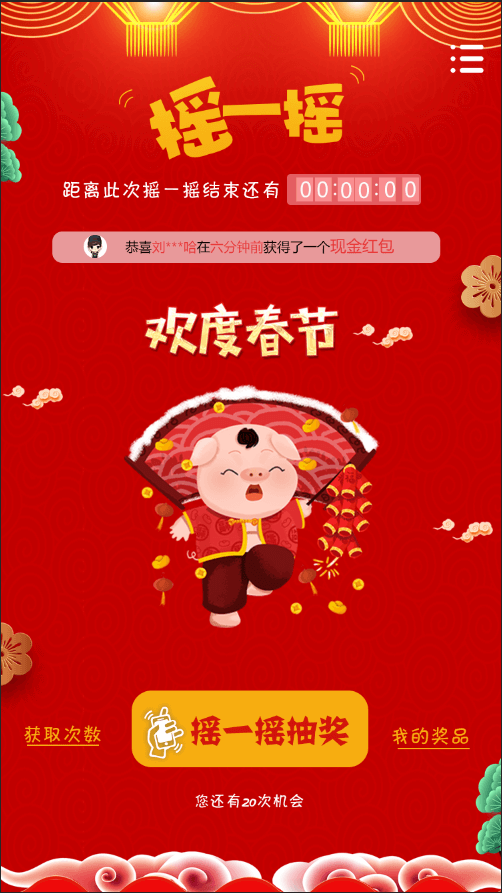 摇一摇
距离此次摇一摇结束还有 00:00:00
恭喜刘***哈在六分钟前获得了一个现金红包
欢度春节
获取次数
摇一摇抽奖
我的奖品
您还有20次机会